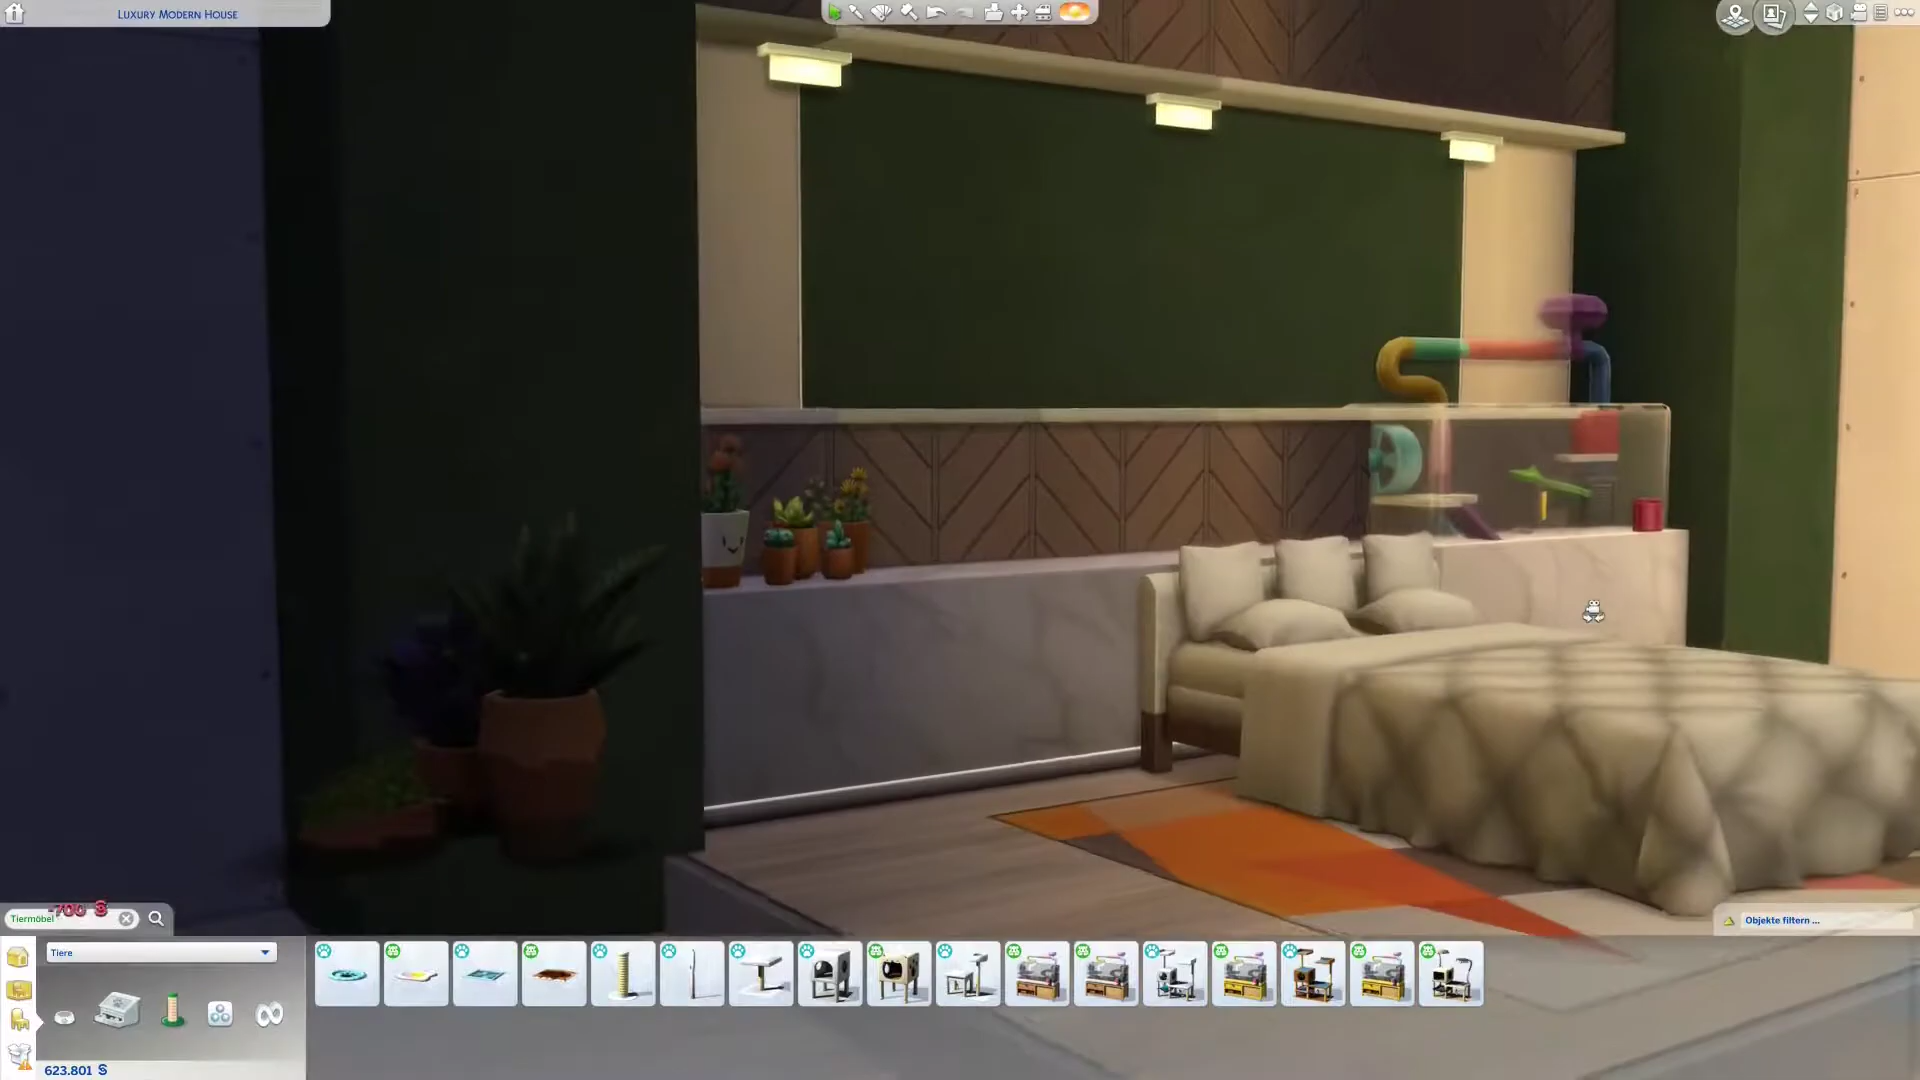 Luxury Modern House
-700 S
Tiermöbel
Objekte filtern ...
Tiere
623.801 S